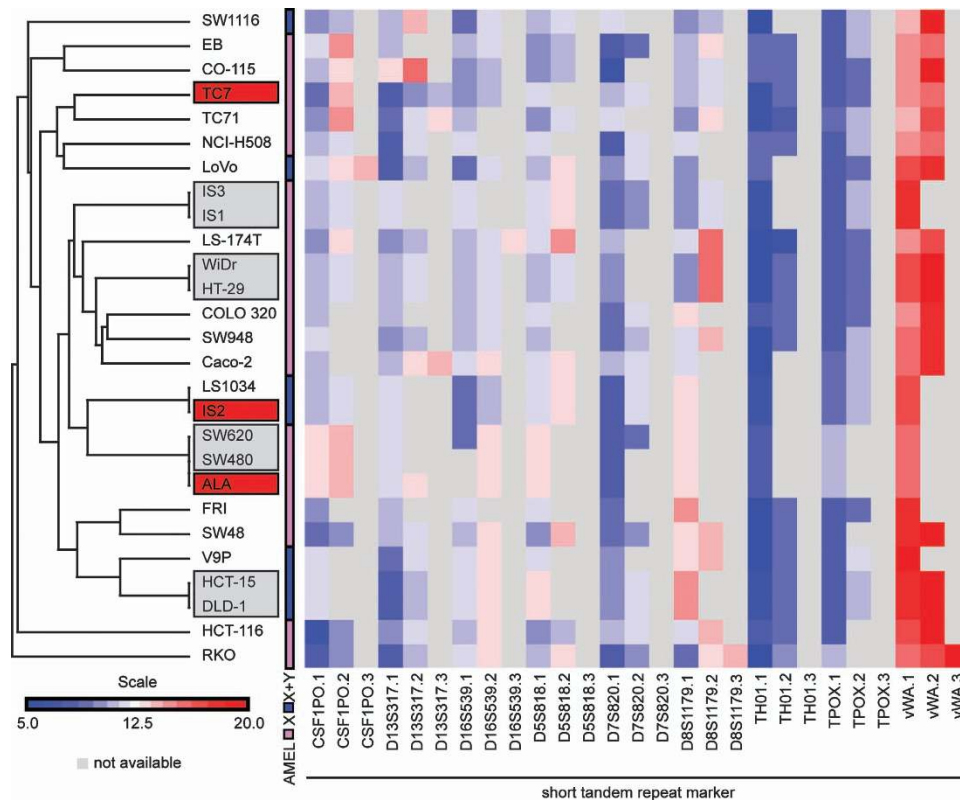 SW1116
EB
CO-115
TC7
TC71
NCI-H508
LoVo
IS3
IS1
LS-174T
WiDr
HT-29
COLO 320
SW948
Caco-2
LS1034
IS2
SW620
SW480
ALA
FRI
SW48
V9P
HCT-15
DLD-1
HCT-116
RKO
Scale
5.0 12.5 20.0
not available
AMEL X X+Y
CSF1PO.1
CSF1PO.2
CSF1PO.3
D13S317.1
D13S317.2
D13S317.3
D16S539.1
D16S539.2
D16S539.3
D5S818.1
D5S818.2
D5S818.3
D7S820.1
D7S820.2
D7S820.3
D8S1179.1
D8S1179.2
D8S1179.3
TH01.1
TH01.2
TH01.3
TPOX.1
TPOX.2
TPOX.3
vWA.1
vWA.2
vWA.3
short tandem repeat marker